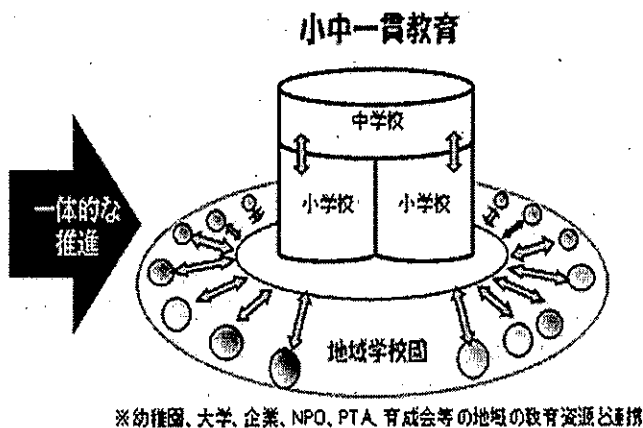 小中一貫教育
中学校
一体的な
推進
小学校
小学校
地域学校園
※幼稚園、大学、企業、NPO、PTA、育成会等の地域の教育資源と連携